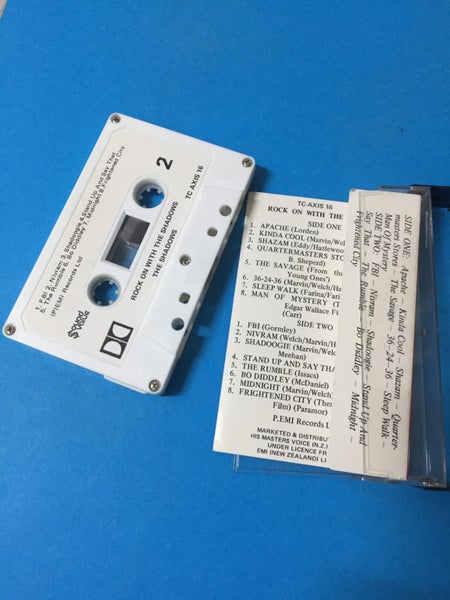 1. FBI 2. Nivram 3. Shadoogie 4. Stand Up And Say That
5. The Rumble 6. Bo Diddley 7. Midnight 8. Frightened City
(P)EMI Records Ltd
ROCK ON WITH THE SHADOWS
THE SHADOWS
2
TC AXIS 16
Sound
TC-AXIS 16
ROCK ON WITH THE
SIDE ONE
1. APACHE (Lorden)
2. KINDA COOL (Marvin/Welch
3. SHAZAM (Eddy/Hazlewoo
4. QUARTERMASTERS STO
B. Shepherd)
5. THE SAVAGE (From the
Young Ones')
6. 36-24-36 (Marvin/Welch/
7. SLEEP WALK (Farina/Fari
8. MAN OF MYSTERY (T
Edgar Wallace Fi
(Carr)
SIDE TWO
1. FBI (Gormley)
2. NIVRAM (Welch/Marvin/H
3. SHADOOGIE (Marvin/Welch/H
Meehan)
4. STAND UP AND SAY THA
5. THE RUMBLE (Isaacs)
6. BO DIDDLEY (McDaniel)
7. MIDNIGHT (Marvin/Welch/
8. FRIGHTENED CITY (Ther
Film) (Paramor)
P.EMI Records L
MARKETED & DISTRIBUT
HIS MASTERS VOICE (N.Z.)
UNDER LICENCE FR
EMI (NEW ZEALAND) LI
SIDE ONE: Apache – Kinda Cool – Shazam – Quarter-
masters Stores – The Savage – 36 – 24 – 36 – Sleep Walk –
Man Of Mystery
SIDE TWO: FBI – Nivram – Shadoogie – Stand Up And
Say That – The Rumble – Bo Diddley – Midnight –
Frightened City